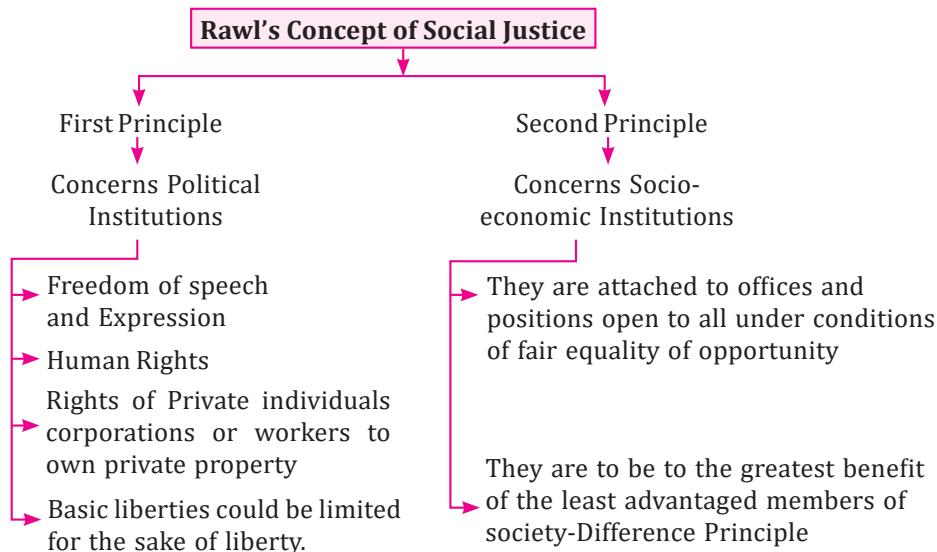 Rawl's Concept of Social Justice
First Principle
Concerns Political
Institutions
Freedom of speech
and Expression
Human Rights
Rights of Private individuals
corporations or workers to
own private property
Basic liberties could be limited
for the sake of liberty.
Second Principle
Concerns Socio-
economic Institutions
They are attached to offices and
positions open to all under conditions
of fair equality of opportunity
They are to be to the greatest benefit
of the least advantaged members of
society-Difference Principle